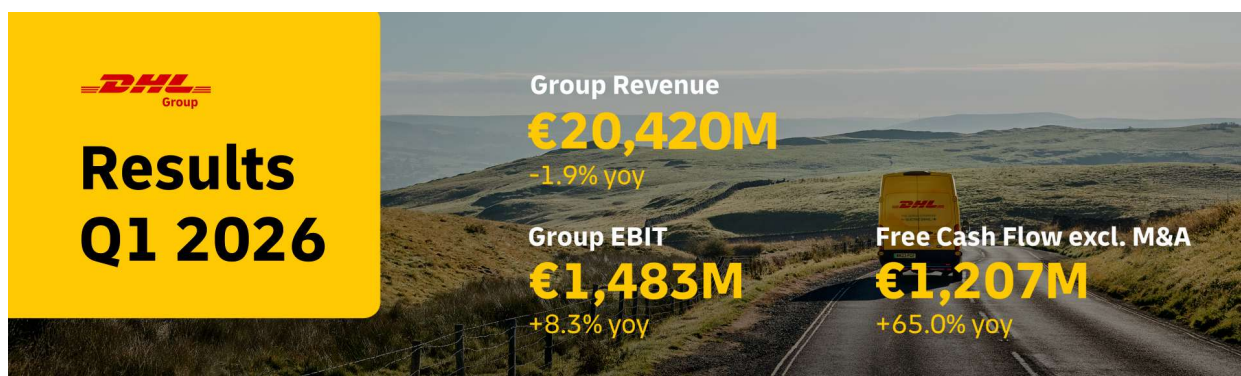 DHL
Group
Results
Q1 2026
Group Revenue
€20,420M
-1.9% yoy
Group EBIT
€1,483M
+8.3% yoy
Free Cash Flow excl. M&A
€1,207M
+65.0% yoy
DHL